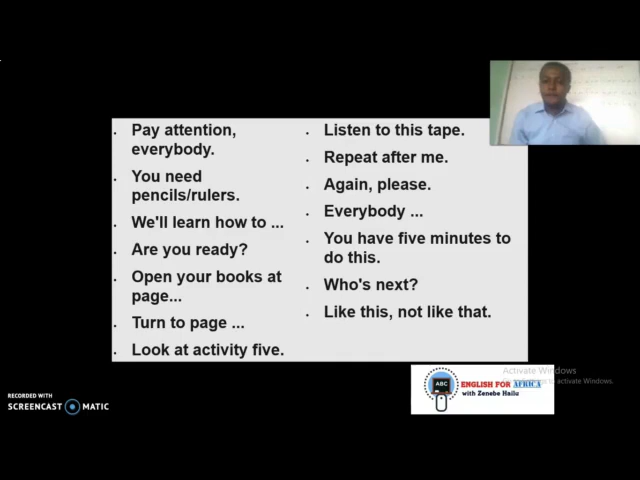 Pay attention,
everybody.
You need
pencils/rulers.
We'll learn how to ...
Are you ready?
Open your books at
page...
Turn to page ...
Look at activity five.
Listen to this tape.
Repeat after me.
Again, please.
Everybody ...
You have five minutes to
do this.
Who's next?
Like this, not like that.
Activate Windows
to activate Windows.
ABC
ENGLISH FOR AFRICA
with Zenebe Hailu
RECORDED WITH
SCREENCAST MATIC